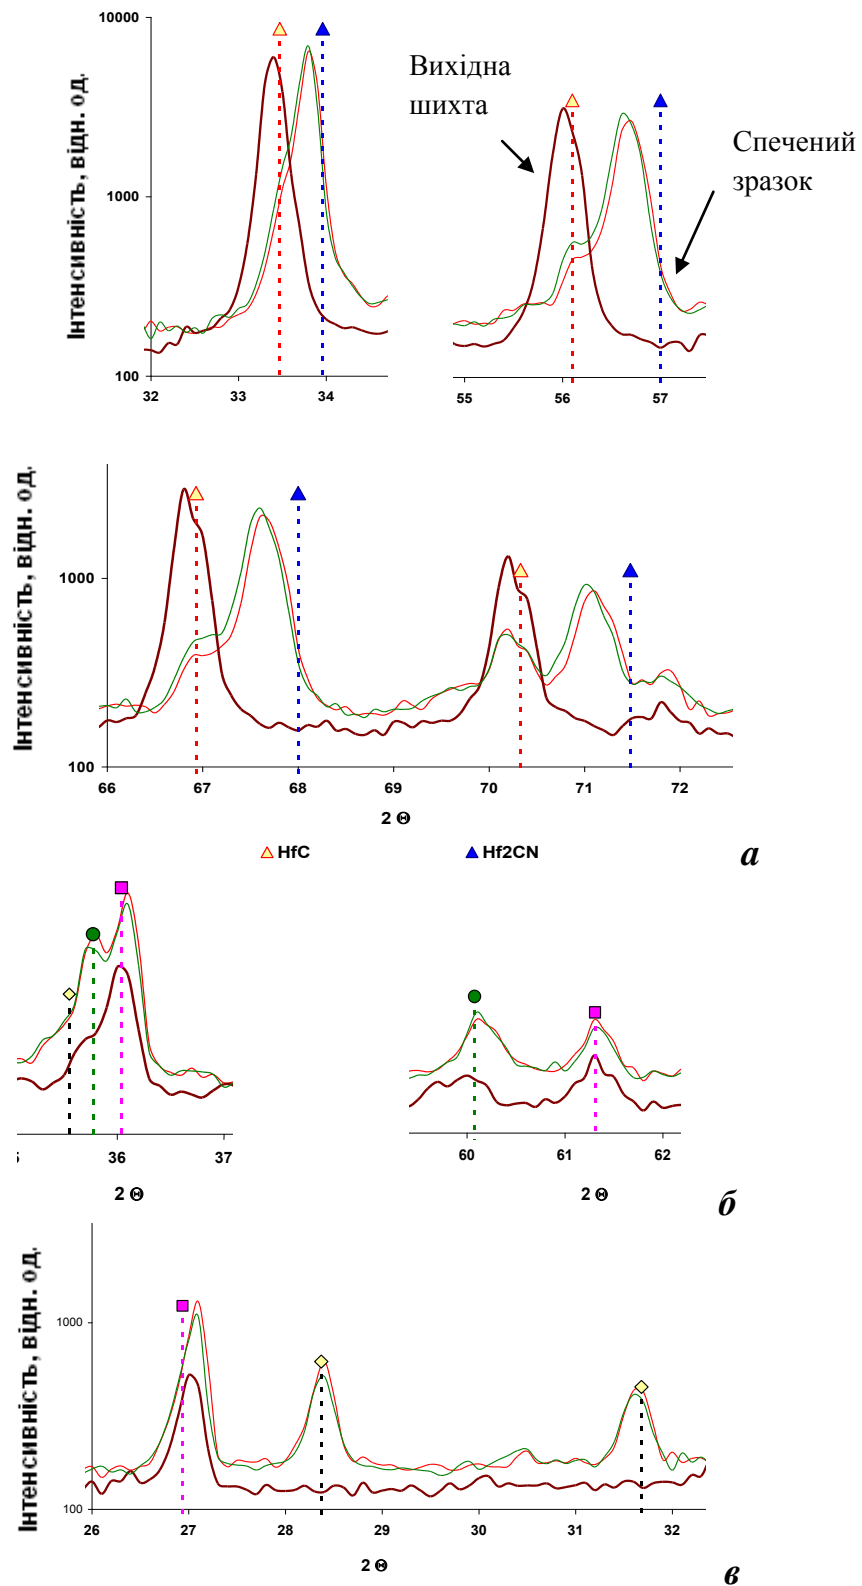 10000
1000
100
Інтенсивність, відн. од.
32 33 34
Вихідна
шихта
Спечений
зразок
55 56 57
1000
100
Інтенсивність, відн. од.
66 67 68 69 70 71 72
2 Θ
HfC Hf2CN
а
36 37
2 Θ
60 61 62
2 Θ
б
1000
100
Інтенсивність, відн. од.
26 27 28 29 30 31 32
2 Θ
в